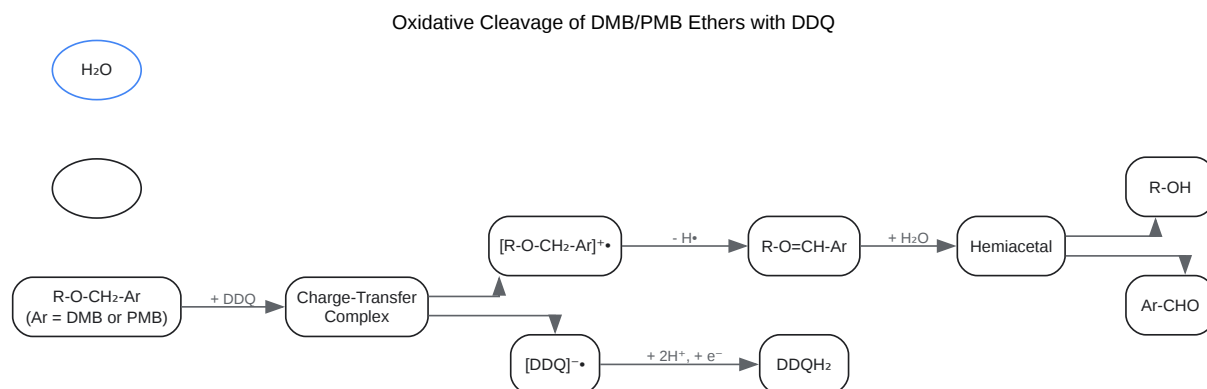 Oxidative Cleavage of DMB/PMB Ethers with DDQ
H₂O
R-OH
[R-O-CH₂-Ar]⁺•
- H•
R-O=CH-Ar
+ H₂O
Hemiacetal
R-O-CH₂-Ar
(Ar = DMB or PMB)
+ DDQ
Charge-Transfer
Complex
Ar-CHO
[DDQ]⁻•
+ 2H⁺, + e⁻
DDQH₂